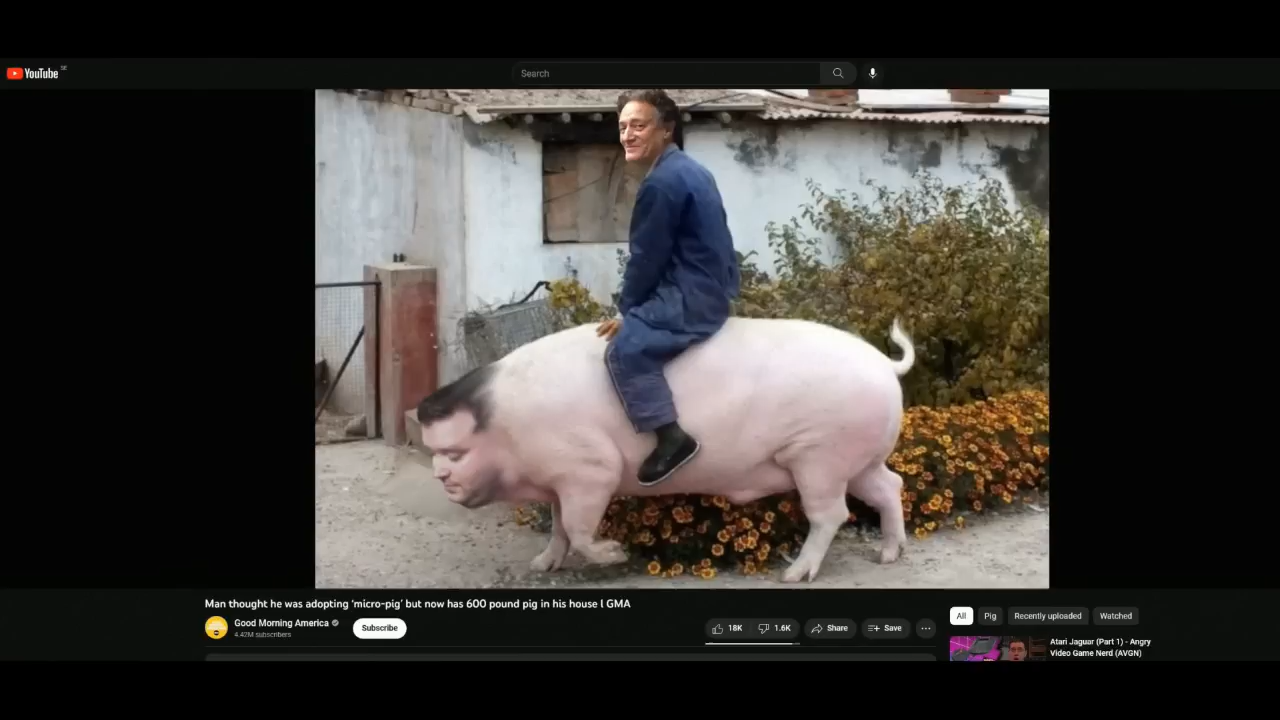 YouTube SE
Search
Man thought he was adopting 'micro-pig' but now has 600 pound pig in his house l GMA
Good Morning America
4.42M subscribers
Subscribe
18K
1.6K
Share
Save
All
Pig
Recently uploaded
Watched
Atari Jaguar (Part 1) - Angry
Video Game Nerd (AVGN)